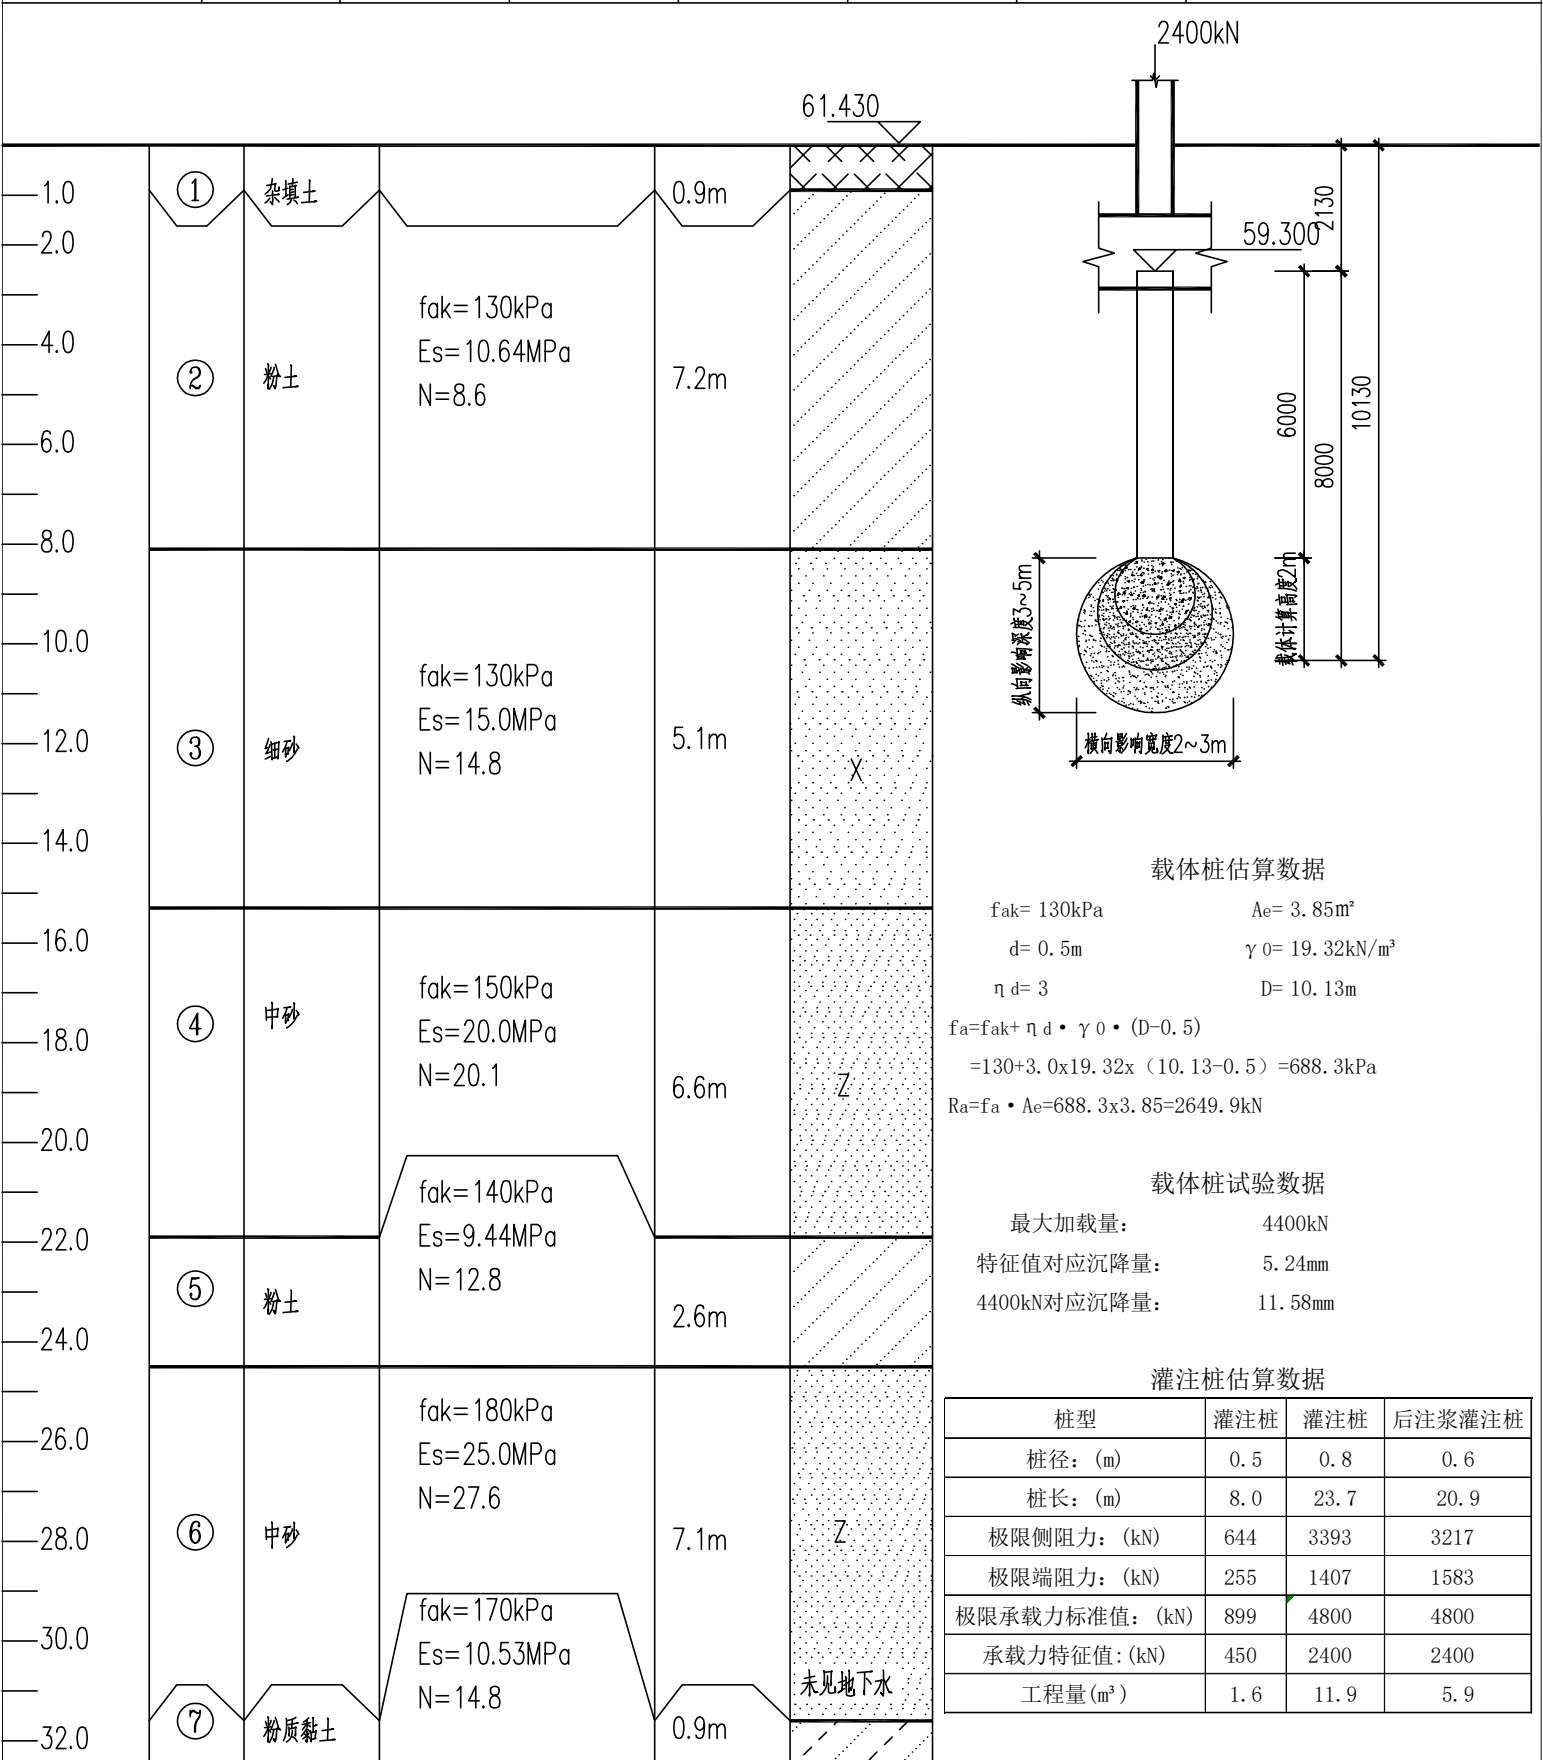 2400kN
61.430
1.0
2.0
4.0
6.0
8.0
10.0
12.0
14.0
16.0
18.0
20.0
22.0
24.0
26.0
28.0
30.0
32.0
① 杂填土 0.9m
② 粉土
fak=130kPa
Es=10.64MPa
N=8.6
7.2m
③ 细砂
fak=130kPa
Es=15.0MPa
N=14.8
5.1m
X
④ 中砂
fak=150kPa
Es=20.0MPa
N=20.1
6.6m
Z
⑤ 粉土
fak=140kPa
Es=9.44MPa
N=12.8
2.6m
⑥ 中砂
fak=180kPa
Es=25.0MPa
N=27.6
7.1m
Z
未见地下水
⑦ 粉质黏土
fak=170kPa
Es=10.53MPa
N=14.8
0.9m
59.300
2130
6000
8000
10130
纵向影响深度3~5m
载体计算高度2m
横向影响宽度2~3m
载体桩估算数据
fak= 130kPa Ae= 3.85m²
d= 0.5m γ0= 19.32kN/m³
ηd= 3 D= 10.13m
fa=fak+ηd•γ0•(D-0.5)
=130+3.0x19.32x（10.13-0.5）=688.3kPa
Ra=fa•Ae=688.3x3.85=2649.9kN
载体桩试验数据
最大加载量： 4400kN
特征值对应沉降量： 5.24mm
4400kN对应沉降量： 11.58mm
灌注桩估算数据
桩型 灌注桩 灌注桩 后注浆灌注桩
桩径：(m) 0.5 0.8 0.6
桩长：(m) 8.0 23.7 20.9
极限侧阻力：(kN) 644 3393 3217
极限端阻力：(kN) 255 1407 1583
极限承载力标准值：(kN) 899 4800 4800
承载力特征值:(kN) 450 2400 2400
工程量(m³) 1.6 11.9 5.9